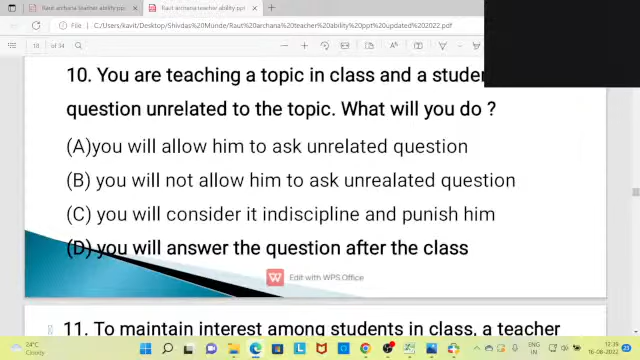 Raut archana teacher ability ppt
Raut archana teacher ability ppt
File
C:/Users/kavit/Desktop/Shivdas Munde/Raut%20archana%20teacher%20ability%20ppt%20updated%202022.pdf
18 of 34
10. You are teaching a topic in class and a studen
question unrelated to the topic. What will you do ?
(A)you will allow him to ask unrelated question
(B) you will not allow him to ask unrealated question
(C) you will consider it indiscipline and punish him
(D) you will answer the question after the class
Edit with WPS Office
11. To maintain interest among students in class, a teacher
24°C
Cloudy
ENG
IN
12:35
16-08-2022